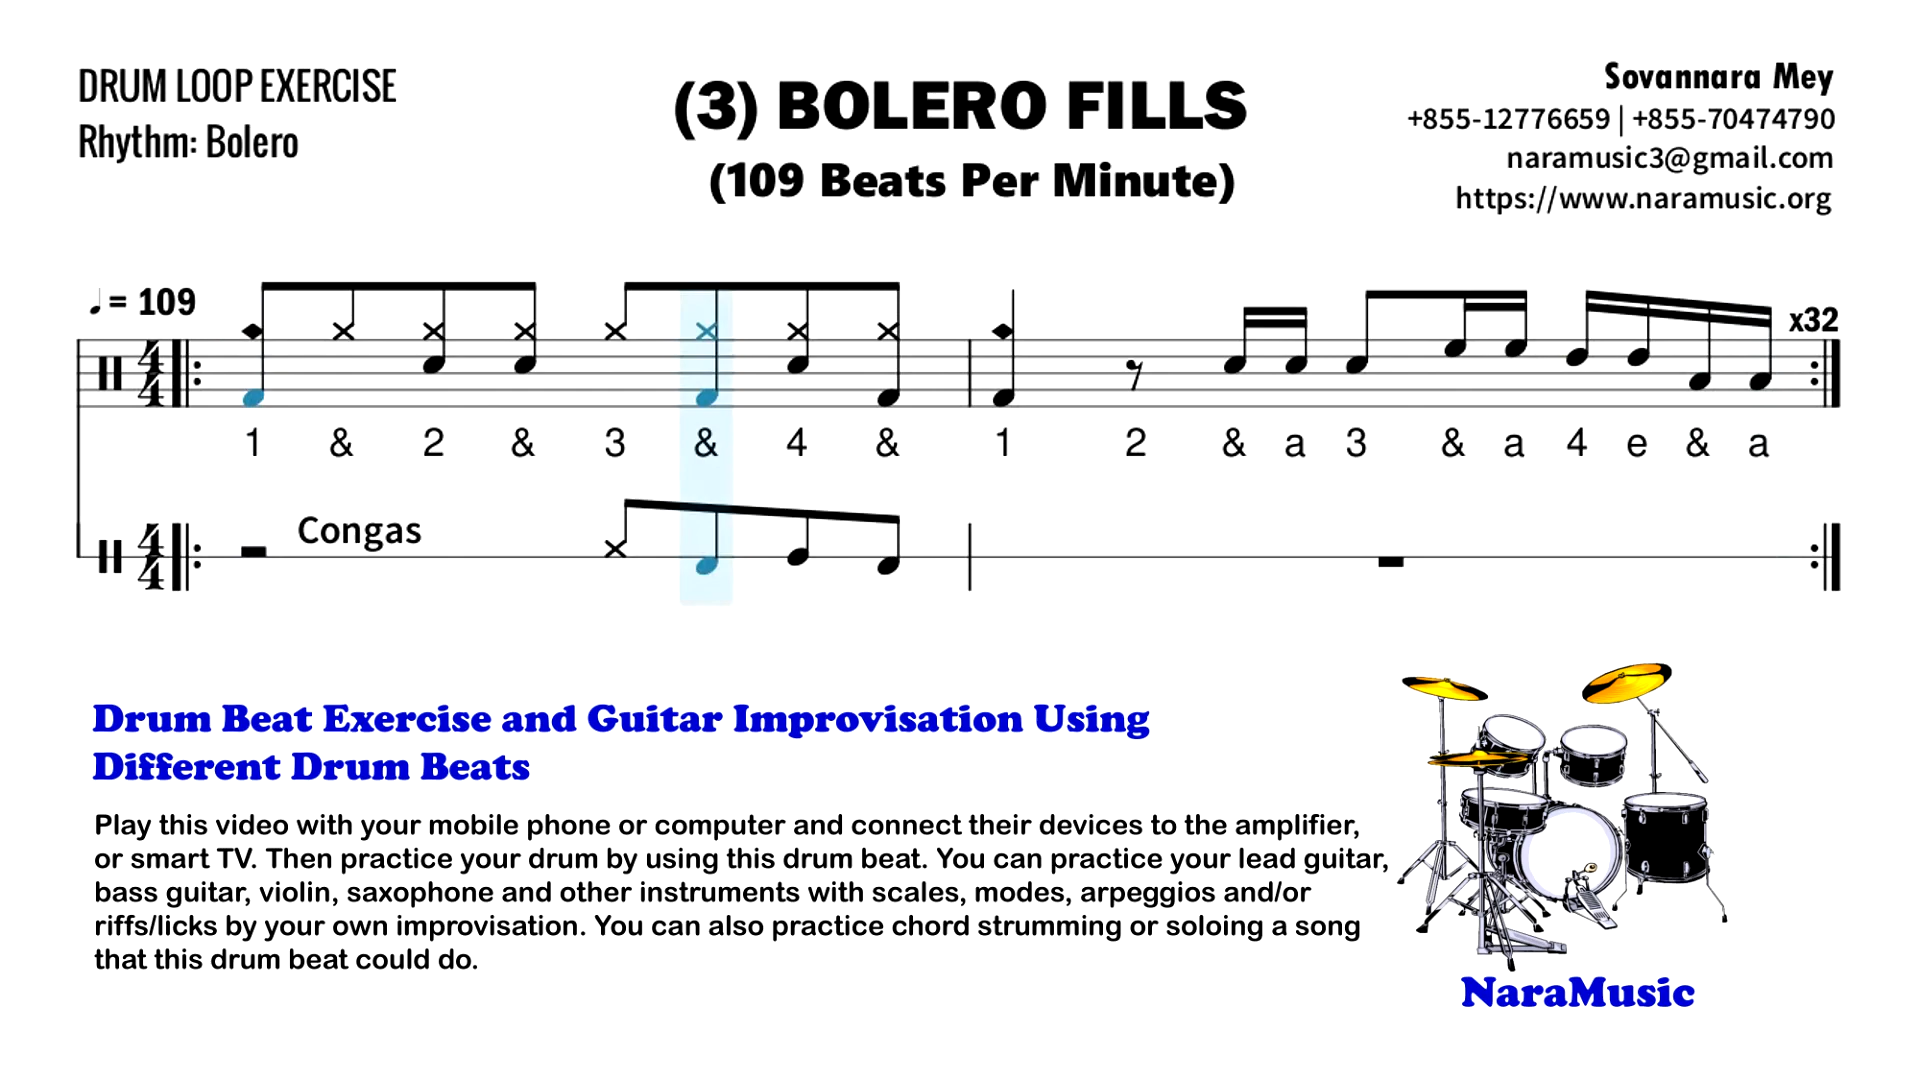 DRUM LOOP EXERCISE
Rhythm: Bolero
(3) BOLERO FILLS
(109 Beats Per Minute)
Sovannara Mey
+855-12776659 | +855-70474790
naramusic3@gmail.com
https://www.naramusic.org
♩ = 109
x32
4/4
1 & 2 & 3 & 4 & 1 2 & a 3 & a 4 e & a
Congas
4/4
Drum Beat Exercise and Guitar Improvisation Using
Different Drum Beats
Play this video with your mobile phone or computer and connect their devices to the amplifier,
or smart TV. Then practice your drum by using this drum beat. You can practice your lead guitar,
bass guitar, violin, saxophone and other instruments with scales, modes, arpeggios and/or
riffs/licks by your own improvisation. You can also practice chord strumming or soloing a song
that this drum beat could do.
NaraMusic